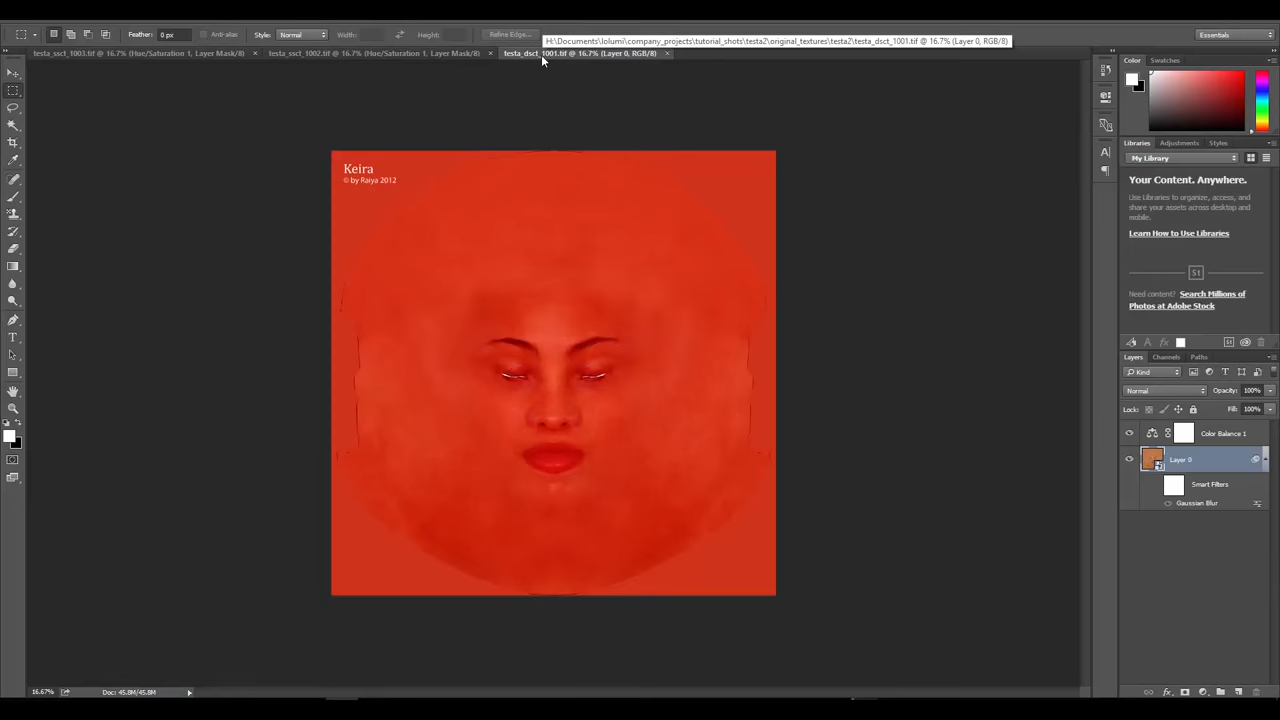 Feather: 0 px Anti-alias Style: Normal Width: Height: Refine Edge... Essentials
H:\Documents\lolumi\company_projects\tutorial_shots\testa2\original_textures\testa2\testa_dsct_1001.tif @ 16.7% (Layer 0, RGB/8)
testa_ssct_1003.tif @ 16.7% (Hue/Saturation 1, Layer Mask/8) × testa_ssct_1002.tif @ 16.7% (Hue/Saturation 1, Layer Mask/8) × testa_dsct_1001.tif @ 16.7% (Layer 0, RGB/8) ×
Color Swatches
Libraries Adjustments Styles
My Library
Your Content. Anywhere.
Use Libraries to organize, access, and
share your assets across desktop and
mobile.
Learn How to Use Libraries
St
Need content? Search Millions of
Photos at Adobe Stock
Keira
© by Raiya 2012
Layers Channels Paths
Kind
Normal Opacity: 100%
Lock: Fill: 100%
Color Balance 1
Layer 0
Smart Filters
Gaussian Blur
16.67% Doc: 45.8M/45.8M